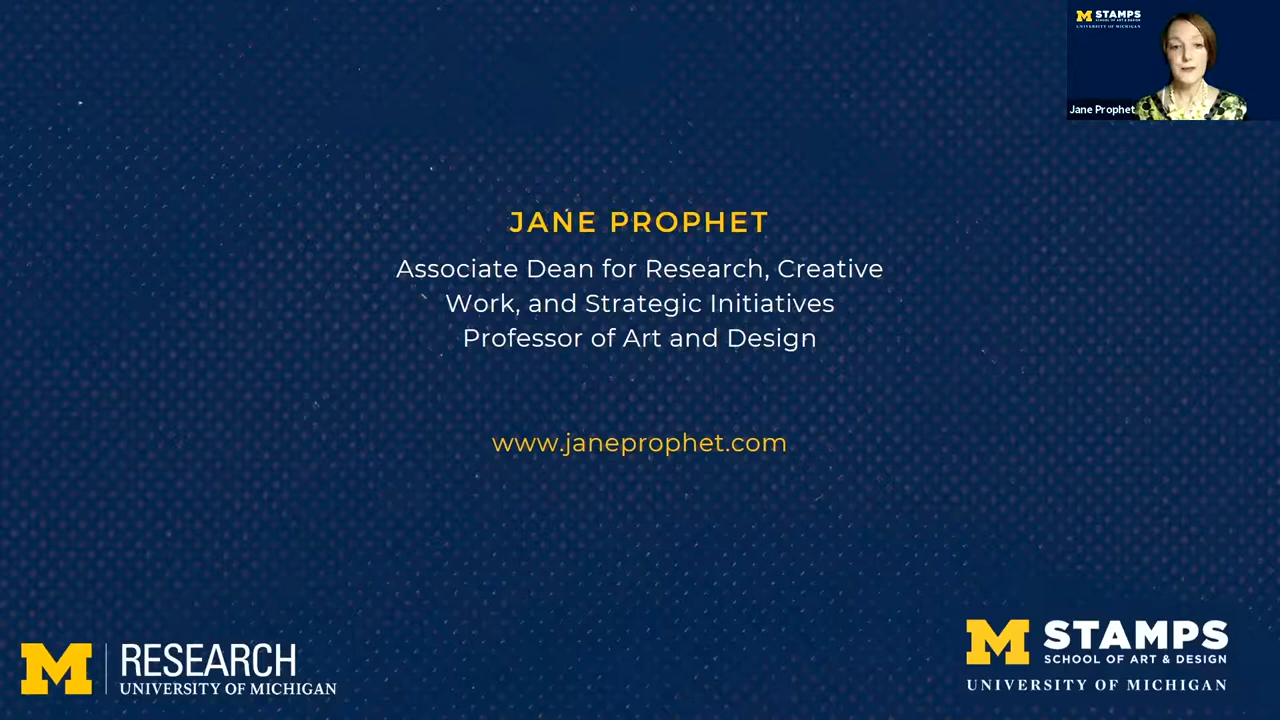 M STAMPS
SCHOOL OF ART & DESIGN
UNIVERSITY OF MICHIGAN
Jane Prophet
JANE PROPHET
Associate Dean for Research, Creative
Work, and Strategic Initiatives
Professor of Art and Design
www.janeprophet.com
M RESEARCH
UNIVERSITY OF MICHIGAN
M STAMPS
SCHOOL OF ART & DESIGN
UNIVERSITY OF MICHIGAN